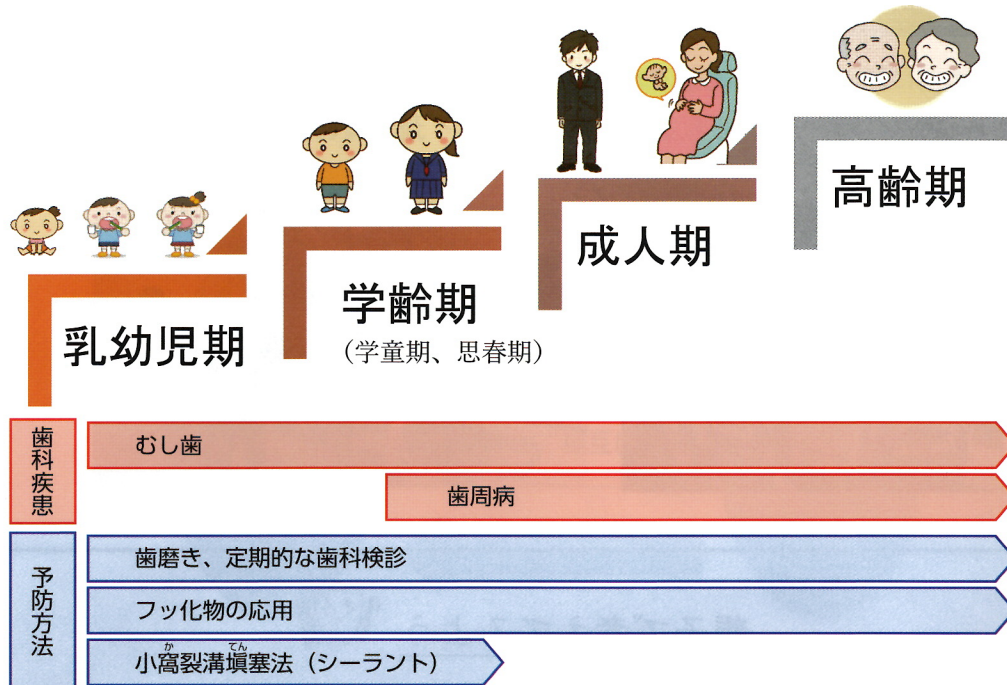 乳幼児期
学齢期
（学童期、思春期）
成人期
高齢期
歯科疾患
むし歯
歯周病
予防方法
歯磨き、定期的な歯科検診
フッ化物の応用
小窩裂溝塡塞法（シーラント）
か
てん